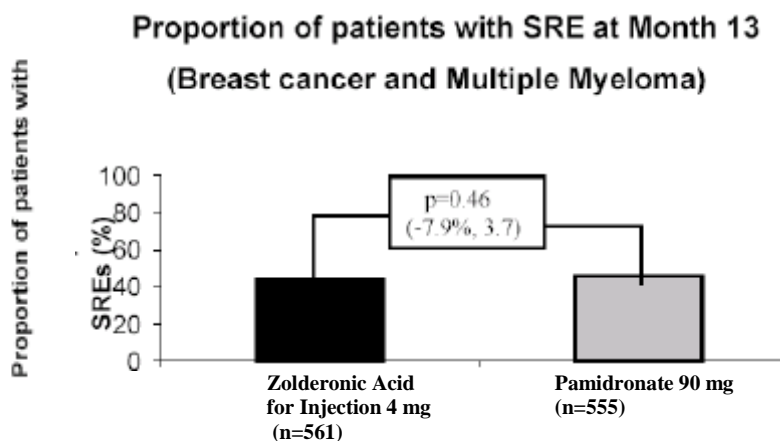 Proportion of patients with SRE at Month 13
(Breast cancer and Multiple Myeloma)
Proportion of patients with
SREs (%)
100
80
60
40
20
0
p=0.46
(-7.9%, 3.7)
Zolderonic Acid
for Injection 4 mg
(n=561)
Pamidronate 90 mg
(n=555)